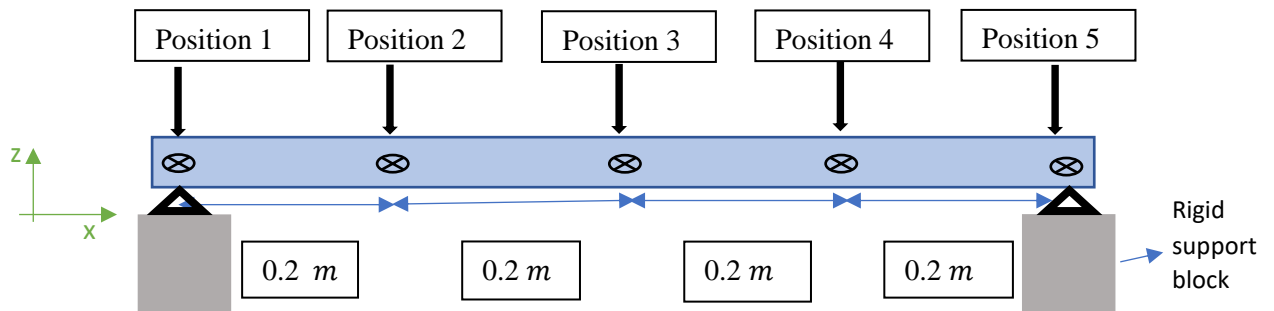 Position 1
Position 2
Position 3
Position 4
Position 5
z
x
0.2 m
0.2 m
0.2 m
0.2 m
Rigid
support
block